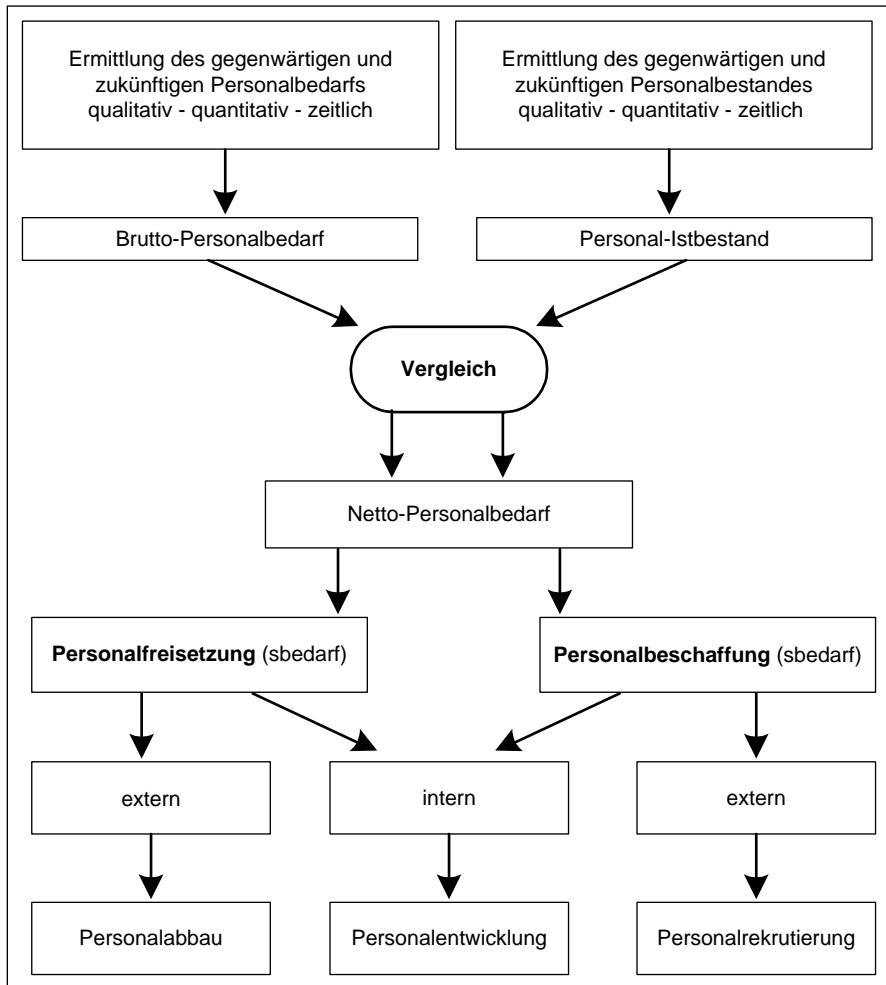 Ermittlung des gegenwärtigen und
zukünftigen Personalbedarfs
qualitativ - quantitativ - zeitlich
Ermittlung des gegenwärtigen und
zukünftigen Personalbestandes
qualitativ - quantitativ - zeitlich
Brutto-Personalbedarf
Personal-Istbestand
Vergleich
Netto-Personalbedarf
Personalfreisetzung (sbedarf)
Personalbeschaffung (sbedarf)
extern
intern
extern
Personalabbau
Personalentwicklung
Personalrekrutierung